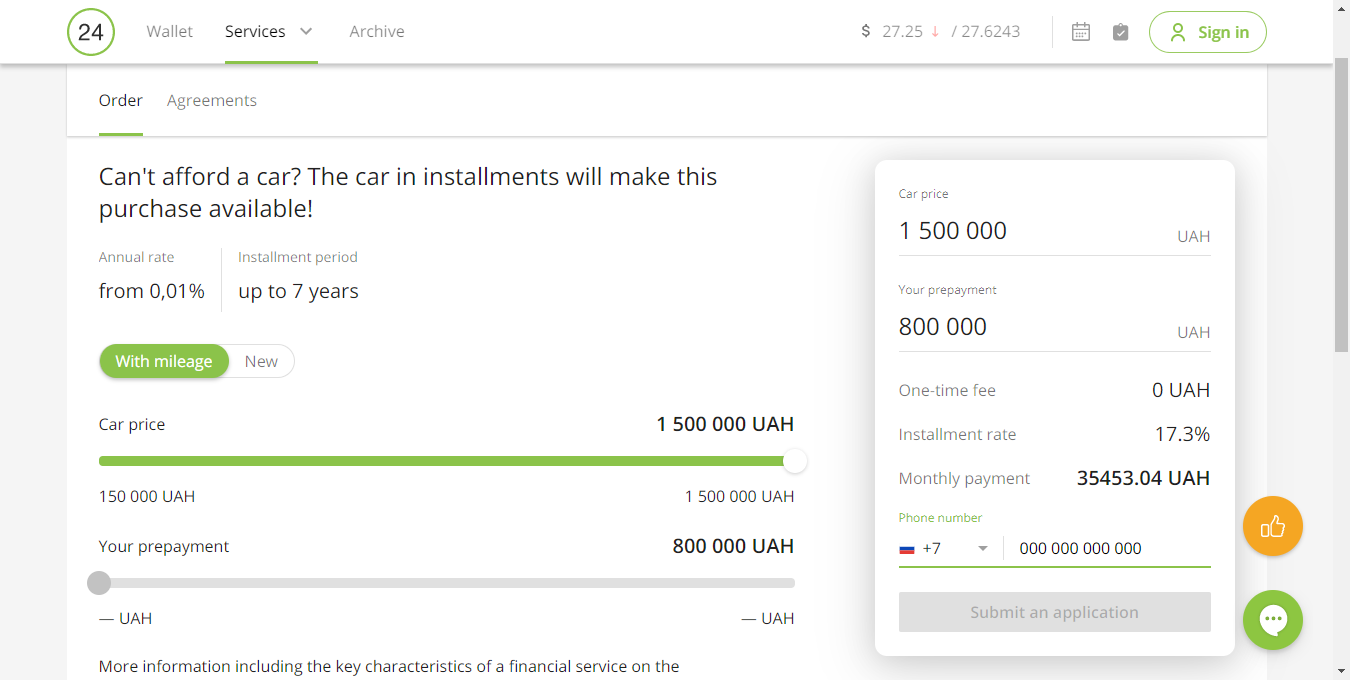 24
Wallet
Services
Archive
$ 27.25 ↓ / 27.6243
Sign in
Order
Agreements
Can't afford a car? The car in installments will make this
purchase available!
Annual rate
from 0,01%
Installment period
up to 7 years
With mileage
New
Car price
1 500 000 UAH
150 000 UAH
1 500 000 UAH
Your prepayment
800 000 UAH
— UAH
— UAH
More information including the key characteristics of a financial service on the
Car price
1 500 000 UAH
Your prepayment
800 000 UAH
One-time fee
0 UAH
Installment rate
17.3%
Monthly payment
35453.04 UAH
Phone number
+7
000 000 000 000
Submit an application